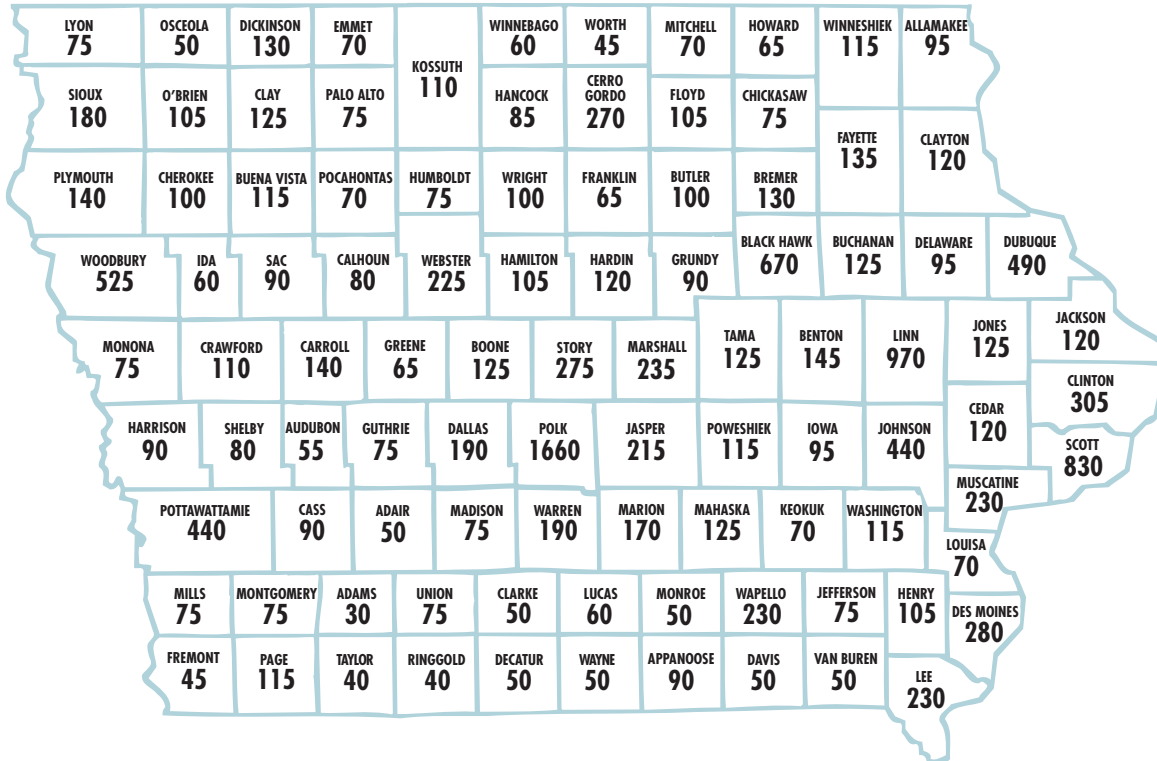 LYON
75
OSCEOLA
50
DICKINSON
130
EMMET
70
KOSSUTH
110
WINNEBAGO
60
WORTH
45
MITCHELL
70
HOWARD
65
WINNESHIEK
115
ALLAMAKEE
95
SIOUX
180
O'BRIEN
105
CLAY
125
PALO ALTO
75
HANCOCK
85
CERRO
GORDO
270
FLOYD
105
CHICKASAW
75
FAYETTE
135
CLAYTON
120
PLYMOUTH
140
CHEROKEE
100
BUENA VISTA
115
POCAHONTAS
70
HUMBOLDT
75
WRIGHT
100
FRANKLIN
65
BUTLER
100
BREMER
130
WOODBURY
525
IDA
60
SAC
90
CALHOUN
80
WEBSTER
225
HAMILTON
105
HARDIN
120
GRUNDY
90
BLACK HAWK
670
BUCHANAN
125
DELAWARE
95
DUBUQUE
490
MONONA
75
CRAWFORD
110
CARROLL
140
GREENE
65
BOONE
125
STORY
275
MARSHALL
235
TAMA
125
BENTON
145
LINN
970
JONES
125
JACKSON
120
CLINTON
305
HARRISON
90
SHELBY
80
AUDUBON
55
GUTHRIE
75
DALLAS
190
POLK
1660
JASPER
215
POWESHIEK
115
IOWA
95
JOHNSON
440
CEDAR
120
SCOTT
830
MUSCATINE
230
POTTAWATTAMIE
440
CASS
90
ADAIR
50
MADISON
75
WARREN
190
MARION
170
MAHASKA
125
KEOKUK
70
WASHINGTON
115
LOUISA
70
MILLS
75
MONTGOMERY
75
ADAMS
30
UNION
75
CLARKE
50
LUCAS
60
MONROE
50
WAPELLO
230
JEFFERSON
75
HENRY
105
DES MOINES
280
FREMONT
45
PAGE
115
TAYLOR
40
RINGGOLD
40
DECATUR
50
WAYNE
50
APPANOOSE
90
DAVIS
50
VAN BUREN
50
LEE
230